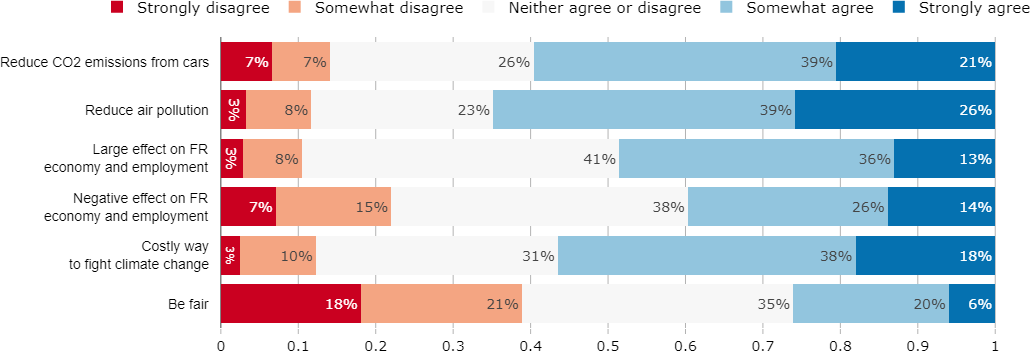 Strongly disagree Somewhat disagree Neither agree or disagree Somewhat agree Strongly agree
Reduce CO2 emissions from cars 7% 7% 26% 39% 21%
Reduce air pollution 3% 8% 23% 39% 26%
Large effect on FR
economy and employment 3% 8% 41% 36% 13%
Negative effect on FR
economy and employment 7% 15% 38% 26% 14%
Costly way
to fight climate change 3% 10% 31% 38% 18%
Be fair 18% 21% 35% 20% 6%
0 0.1 0.2 0.3 0.4 0.5 0.6 0.7 0.8 0.9 1